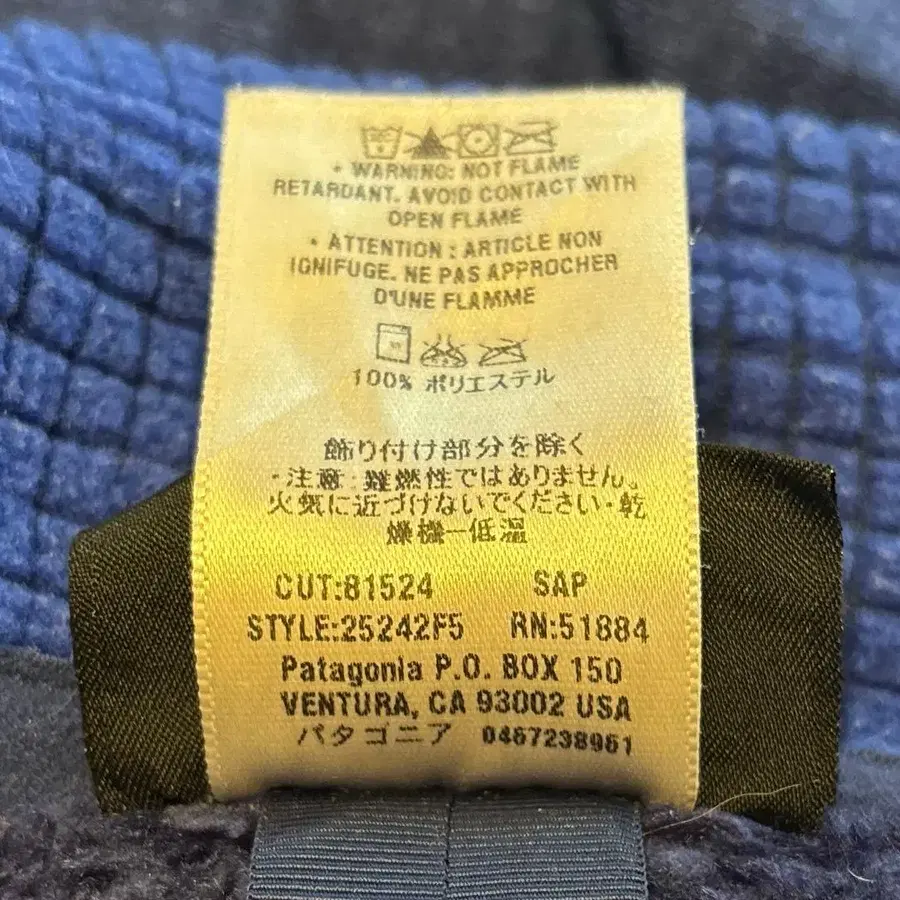 • WARNING: NOT FLAME
RETARDANT. AVOID CONTACT WITH
OPEN FLAME
• ATTENTION : ARTICLE NON
IGNIFUGE. NE PAS APPROCHER
D'UNE FLAMME
100% ポリエステル
飾り付け部分を除く
・注意：難燃性ではありません。
火気に近づけないでください・乾
燥機一低温
CUT:81524 SAP
STYLE:25242F5 RN:51884
Patagonia P.O. BOX 150
VENTURA, CA 93002 USA
パタゴニア 0467238961